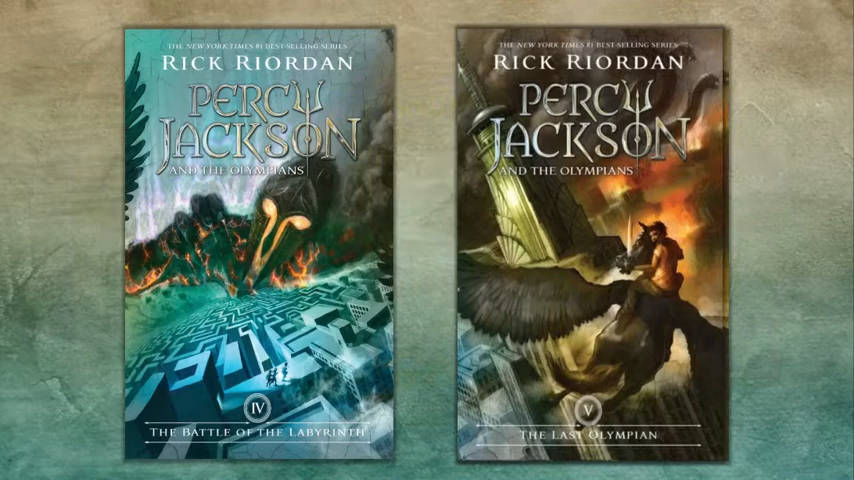 THE NEW YORK TIMES #1 BEST-SELLING SERIES
RICK RIORDAN
PERCY
JACKSON
AND THE OLYMPIANS
IV
THE BATTLE OF THE LABYRINTH
THE NEW YORK TIMES #1 BEST-SELLING SERIES
RICK RIORDAN
PERCY
JACKSON
AND THE OLYMPIANS
V
THE LAST OLYMPIAN